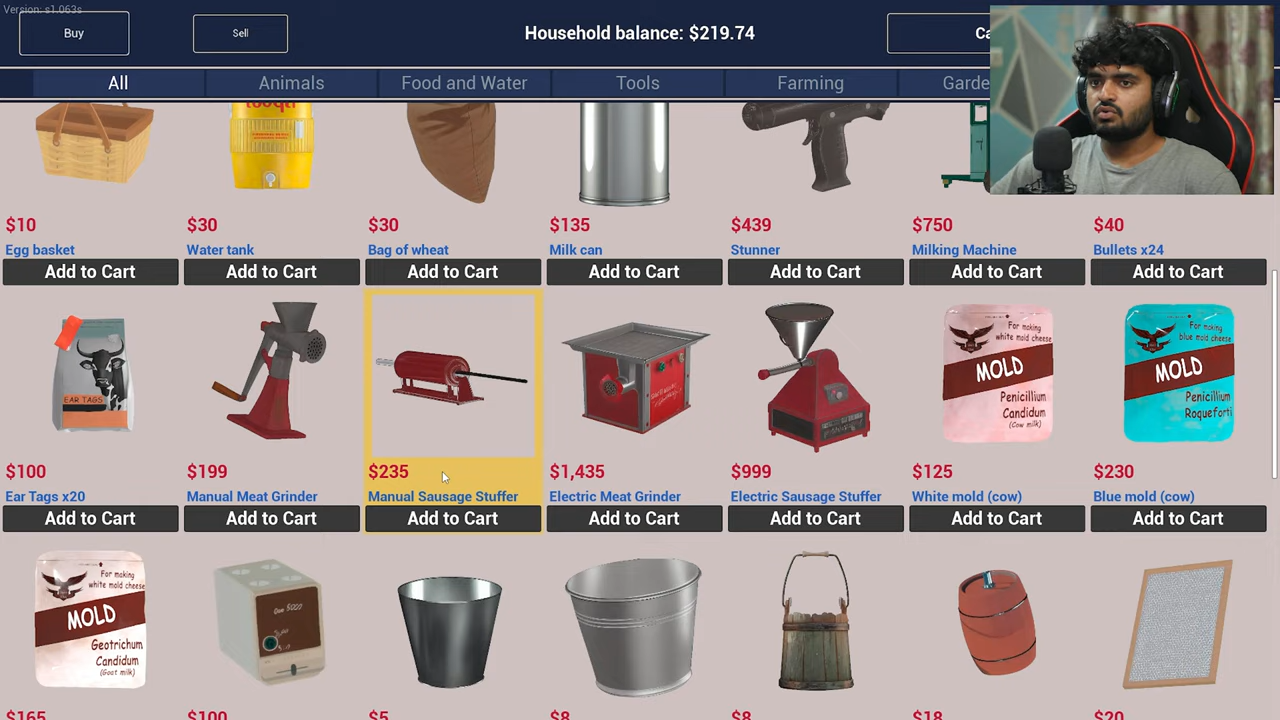 Version: s1.063s
Buy
Sell
Household balance: $219.74
Ca
All
Animals
Food and Water
Tools
Farming
Garde
$10
$30
$30
$135
$439
$750
$40
Egg basket
Water tank
Bag of wheat
Milk can
Stunner
Milking Machine
Bullets x24
Add to Cart
Add to Cart
Add to Cart
Add to Cart
Add to Cart
Add to Cart
Add to Cart
EAR TAGS
For making
white mold cheese
MOLD
Penicillium
Candidum
(Cow milk)
For making
blue mold cheese
MOLD
Penicillium
Roqueforti
$100
$199
$235
$1,435
$999
$125
$230
Ear Tags x20
Manual Meat Grinder
Manual Sausage Stuffer
Electric Meat Grinder
Electric Sausage Stuffer
White mold (cow)
Blue mold (cow)
Add to Cart
Add to Cart
Add to Cart
Add to Cart
Add to Cart
Add to Cart
Add to Cart
For making
white mold cheese
MOLD
Geotrichum
Candidum
(Goat milk)
$165
$100
$5
$8
$8
$18
$20